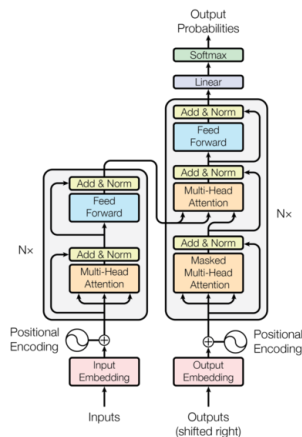 Output
Probabilities
Softmax
Linear
Add & Norm
Feed
Forward
Add & Norm
Multi-Head
Attention
Add & Norm
Masked
Multi-Head
Attention
N×
Positional
Encoding
Output
Embedding
Outputs
(shifted right)
Add & Norm
Feed
Forward
Add & Norm
Multi-Head
Attention
N×
Positional
Encoding
Input
Embedding
Inputs